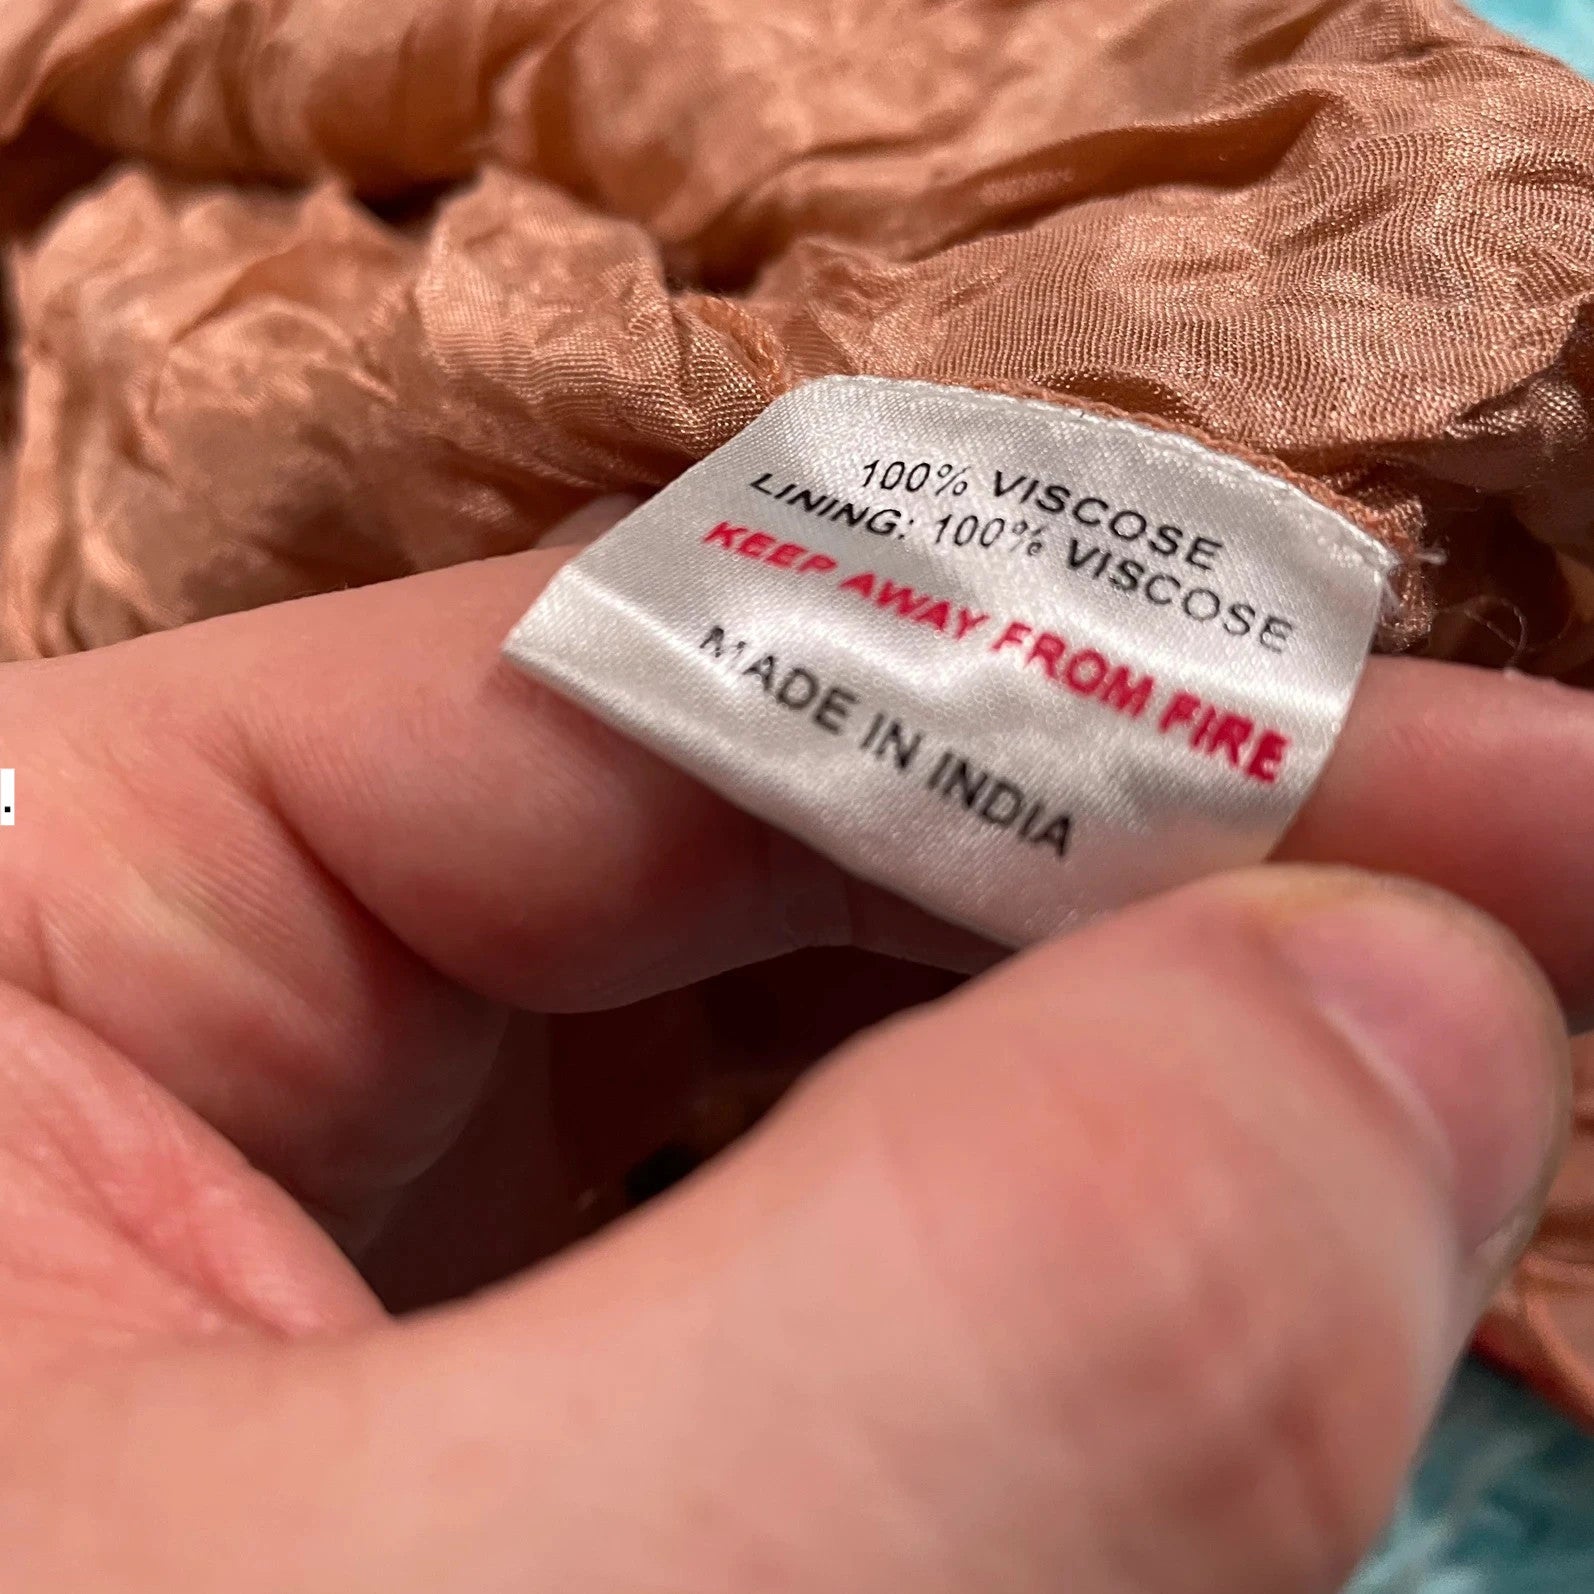 100% VISCOSE
LINING: 100% VISCOSE
KEEP AWAY FROM FIRE
MADE IN INDIA
.